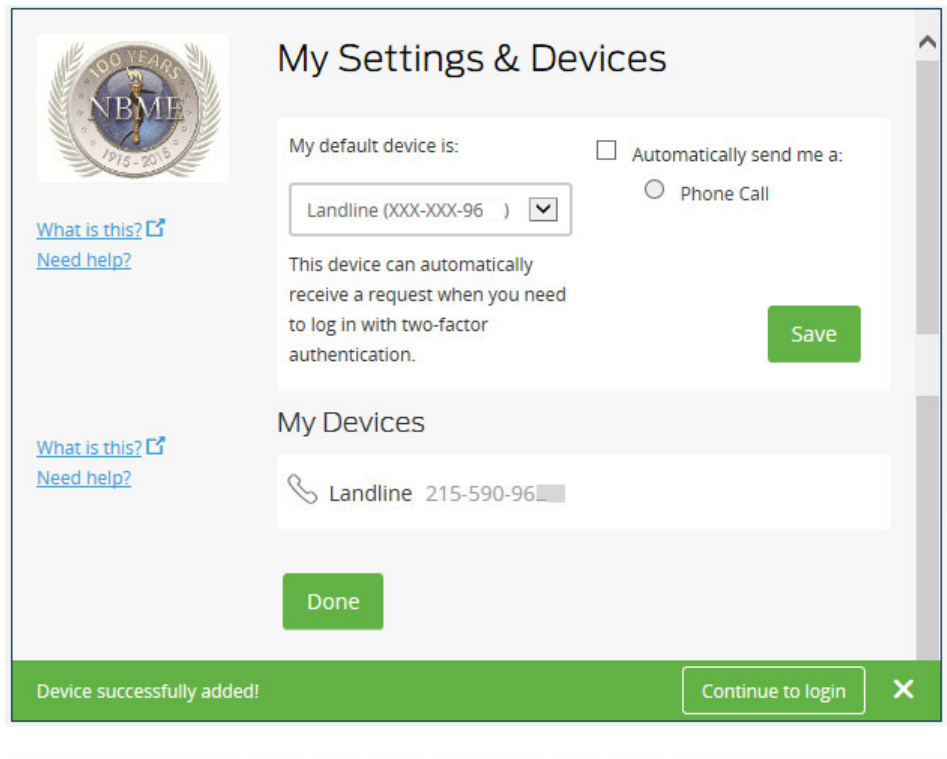 100 YEARS
NBME
1915 - 2015
My Settings & Devices
What is this?
Need help?
My default device is:
Landline (XXX-XXX-96 )
This device can automatically
receive a request when you need
to log in with two-factor
authentication.
Automatically send me a:
Phone Call
Save
My Devices
What is this?
Need help?
Landline 215-590-96
Done
Device successfully added!
Continue to login